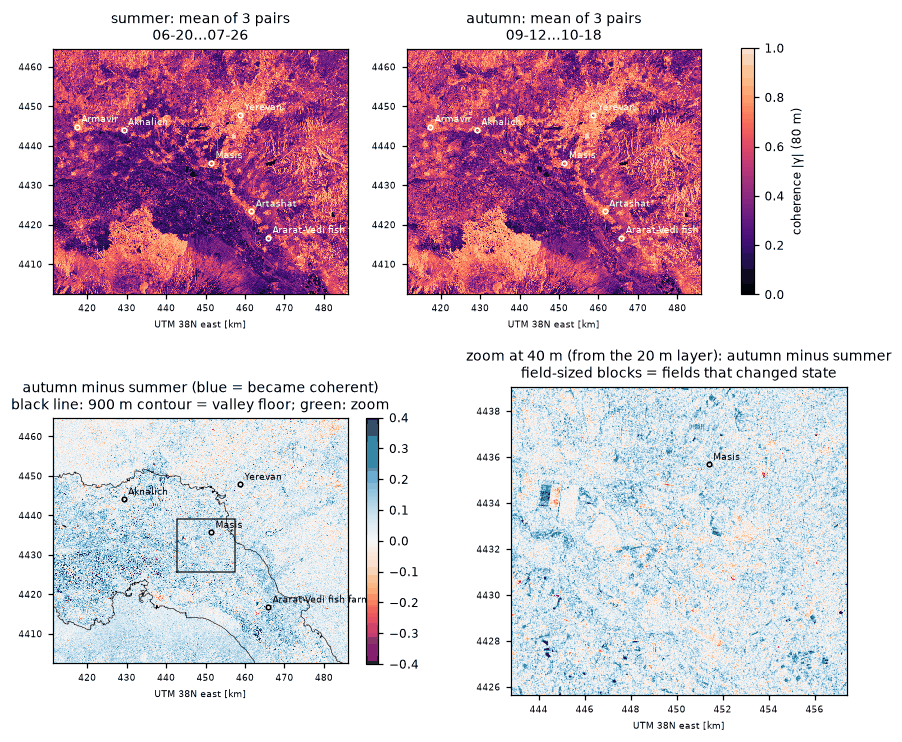 summer: mean of 3 pairs
06-20...07-26
autumn: mean of 3 pairs
09-12...10-18
4460
4450
4440
4430
4420
4410
Yerevan
Armavir
Aknalich
Masis
Artashat
Ararat-Vedi fish
420 430 440 450 460 470 480
UTM 38N east [km]
4460
4450
4440
4430
4420
4410
Yerevan
Armavir
Aknalich
Masis
Artashat
Ararat-Vedi fish
420 430 440 450 460 470 480
UTM 38N east [km]
1.0
0.8
0.6
0.4
0.2
0.0
coherence |γ| (80 m)
autumn minus summer (blue = became coherent)
black line: 900 m contour = valley floor; green: zoom
4460
4450
4440
4430
4420
4410
Yerevan
Aknalich
Masis
Ararat-Vedi fish farm
420 430 440 450 460 470 480
UTM 38N east [km]
0.4
0.3
0.2
0.1
0.0
−0.1
−0.2
−0.3
−0.4
zoom at 40 m (from the 20 m layer): autumn minus summer
field-sized blocks = fields that changed state
4438
4436
4434
4432
4430
4428
4426
Masis
444 446 448 450 452 454 456
UTM 38N east [km]